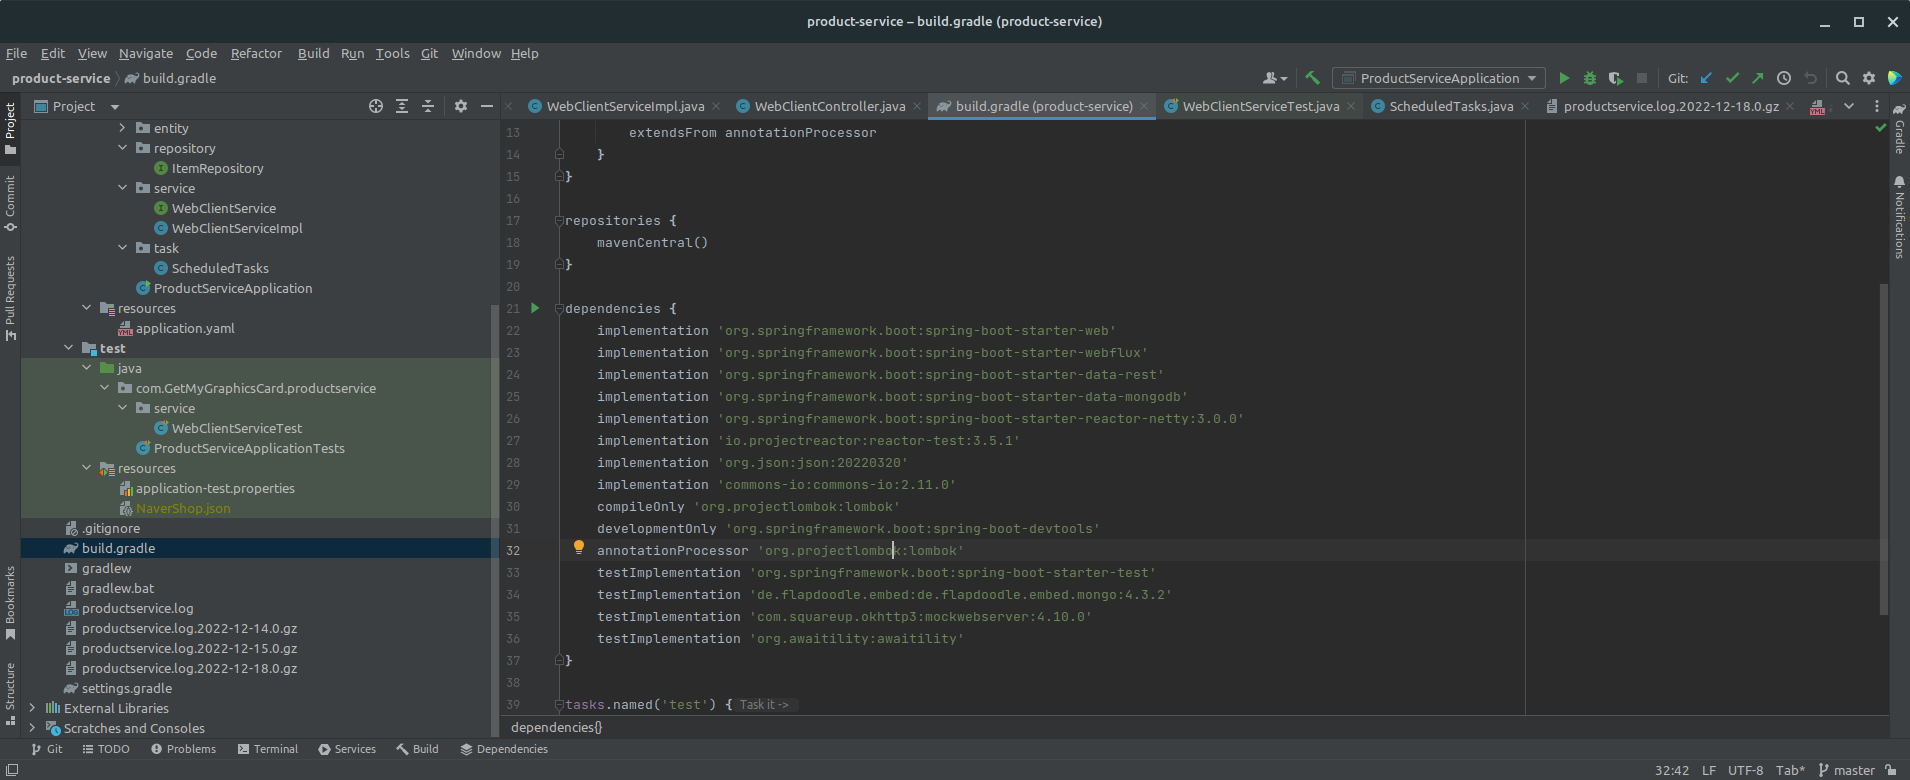 product-service – build.gradle (product-service)
File Edit View Navigate Code Refactor Build Run Tools Git Window Help
product-service build.gradle
ProductServiceApplication
Git:
Project
WebClientServiceImpl.java
WebClientController.java
build.gradle (product-service)
WebClientServiceTest.java
ScheduledTasks.java
productservice.log.2022-12-18.0.gz
Project
Commit
Pull Requests
Bookmarks
Structure
entity
repository
ItemRepository
service
WebClientService
WebClientServiceImpl
task
ScheduledTasks
ProductServiceApplication
resources
application.yaml
test
java
com.GetMyGraphicsCard.productservice
service
WebClientServiceTest
ProductServiceApplicationTests
resources
application-test.properties
NaverShop.json
.gitignore
build.gradle
gradlew
gradlew.bat
productservice.log
productservice.log.2022-12-14.0.gz
productservice.log.2022-12-15.0.gz
productservice.log.2022-12-18.0.gz
settings.gradle
External Libraries
Scratches and Consoles
13 extendsFrom annotationProcessor
14 }
15 }
16
17 repositories {
18 mavenCentral()
19 }
20
21 dependencies {
22 implementation 'org.springframework.boot:spring-boot-starter-web'
23 implementation 'org.springframework.boot:spring-boot-starter-webflux'
24 implementation 'org.springframework.boot:spring-boot-starter-data-rest'
25 implementation 'org.springframework.boot:spring-boot-starter-data-mongodb'
26 implementation 'org.springframework.boot:spring-boot-starter-reactor-netty:3.0.0'
27 implementation 'io.projectreactor:reactor-test:3.5.1'
28 implementation 'org.json:json:20220320'
29 implementation 'commons-io:commons-io:2.11.0'
30 compileOnly 'org.projectlombok:lombok'
31 developmentOnly 'org.springframework.boot:spring-boot-devtools'
32 annotationProcessor 'org.projectlombok:lombok'
33 testImplementation 'org.springframework.boot:spring-boot-starter-test'
34 testImplementation 'de.flapdoodle.embed:de.flapdoodle.embed.mongo:4.3.2'
35 testImplementation 'com.squareup.okhttp3:mockwebserver:4.10.0'
36 testImplementation 'org.awaitility:awaitility'
37 }
38
39 tasks.named('test') { Task it ->
dependencies{}
Gradle
Notifications
Git TODO Problems Terminal Services Build Dependencies
32:42 LF UTF-8 Tab* master